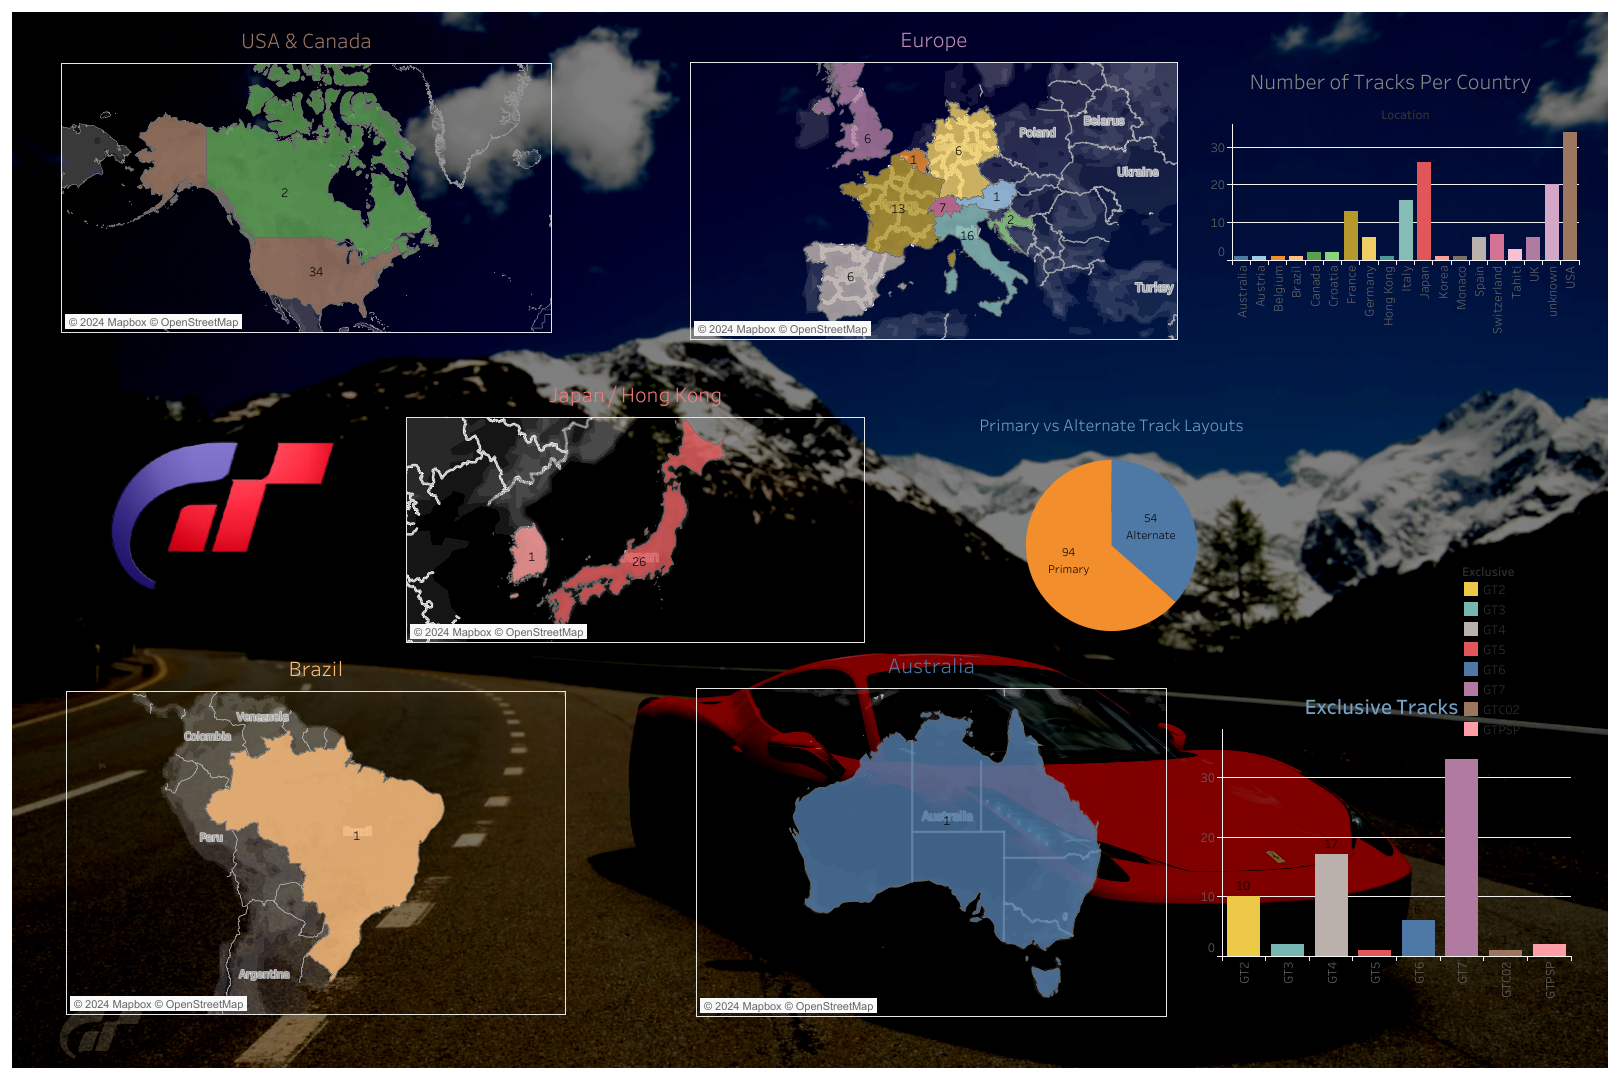 USA & Canada
2
34
© 2024 Mapbox © OpenStreetMap
Europe
Poland
Belarus
Ukraine
Turkey
6
1
6
13
7
1
2
16
6
© 2024 Mapbox © OpenStreetMap
Number of Tracks Per Country
Location
30
20
10
0
Australia
Austria
Belgium
Brazil
Canada
Croatia
France
Germany
Hong Kong
Italy
Japan
Korea
Monaco
Spain
Switzerland
Tahiti
UK
unknown
USA
Japan / Hong Kong
1
Japan
26
© 2024 Mapbox © OpenStreetMap
Primary vs Alternate Track Layouts
54
Alternate
94
Primary
Exclusive
GT2
GT3
GT4
GT5
GT6
GT7
GTC02
GTPSP
Brazil
Venezuela
Colombia
Peru
Brazil
1
Argentina
© 2024 Mapbox © OpenStreetMap
Australia
Australia
1
© 2024 Mapbox © OpenStreetMap
Exclusive Tracks
30
20
10
0
10
17
GT2
GT3
GT4
GT5
GT6
GT7
GTC02
GTPSP